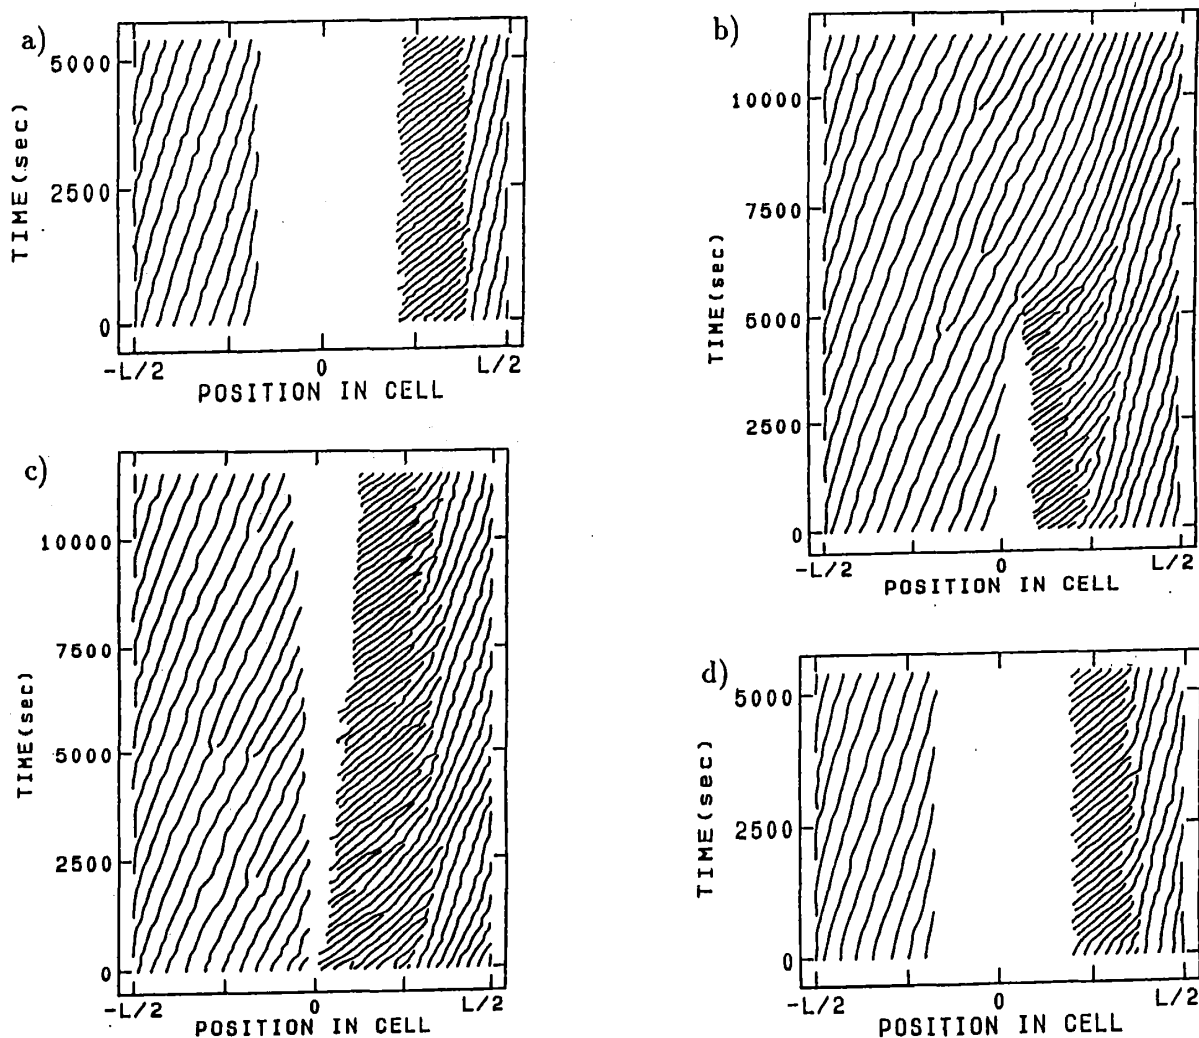 a)
5000
2500
0
TIME(sec)
-L/2 0 L/2
POSITION IN CELL
b)
10000
7500
5000
2500
0
TIME(sec)
-L/2 0 L/2
POSITION IN CELL
c)
10000
7500
5000
2500
0
TIME(sec)
-L/2 0 L/2
POSITION IN CELL
d)
5000
2500
0
TIME(sec)
-L/2 0 L/2
POSITION IN CELL